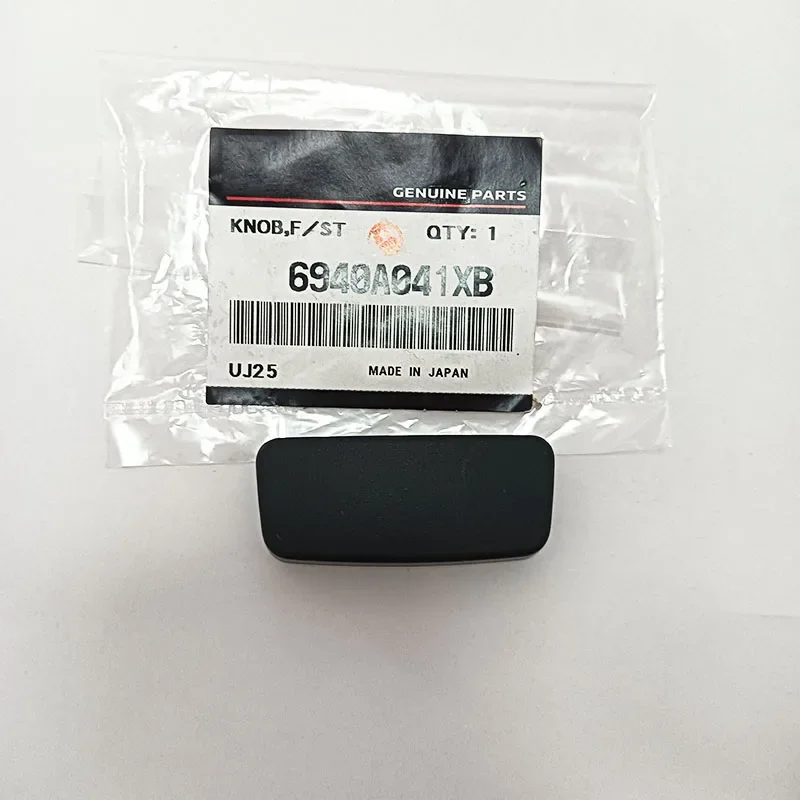 GENUINE PARTS
KNOB,F/ST QTY: 1
6940A041XB
UJ25 MADE IN JAPAN